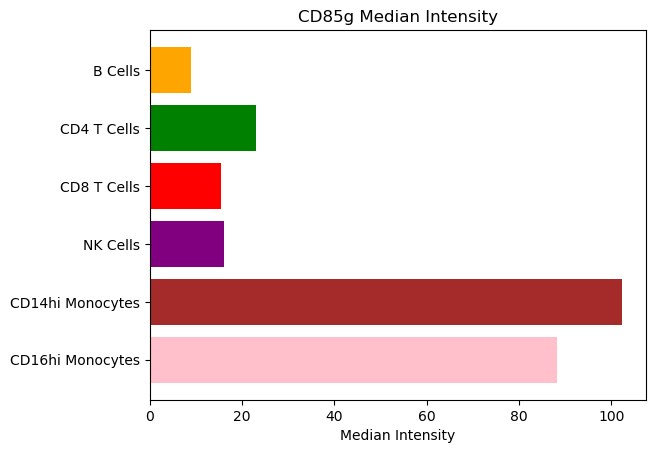 CD85g Median Intensity
B Cells
CD4 T Cells
CD8 T Cells
NK Cells
CD14hi Monocytes
CD16hi Monocytes
0 20 40 60 80 100
Median Intensity